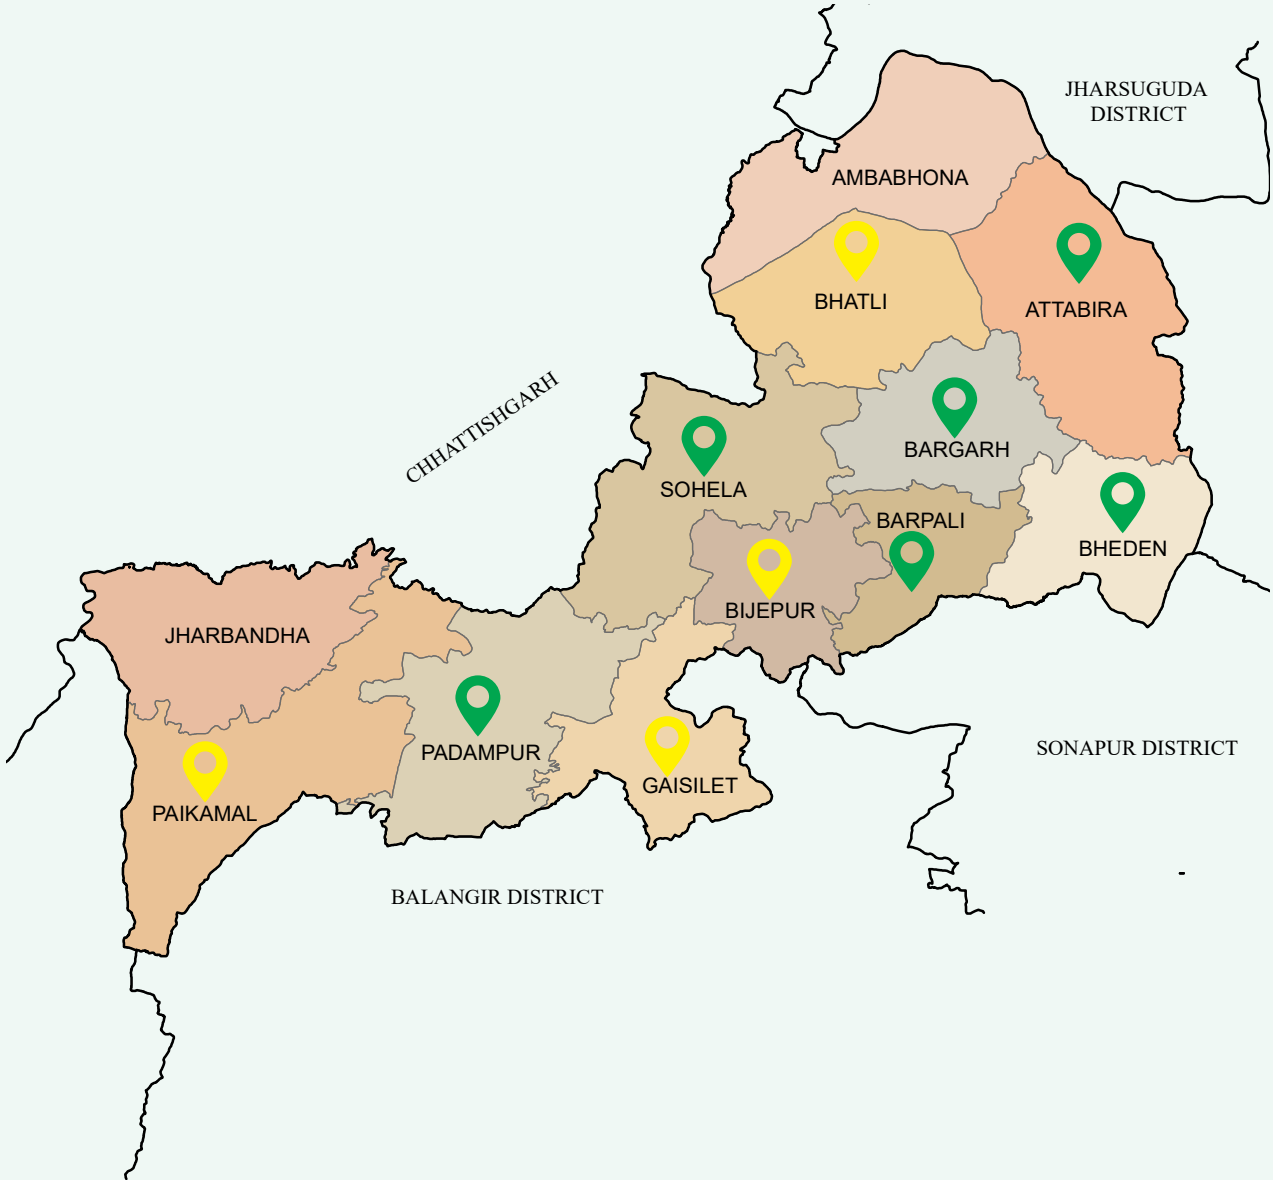 JHARSUGUDA
DISTRICT
AMBABHONA
BHATLI
ATTABIRA
CHHATTISHGARH
BARGARH
SOHELA
BARPALI
BHEDEN
BIJEPUR
JHARBANDHA
PADAMPUR
SONAPUR DISTRICT
GAISILET
PAIKAMAL
BALANGIR DISTRICT